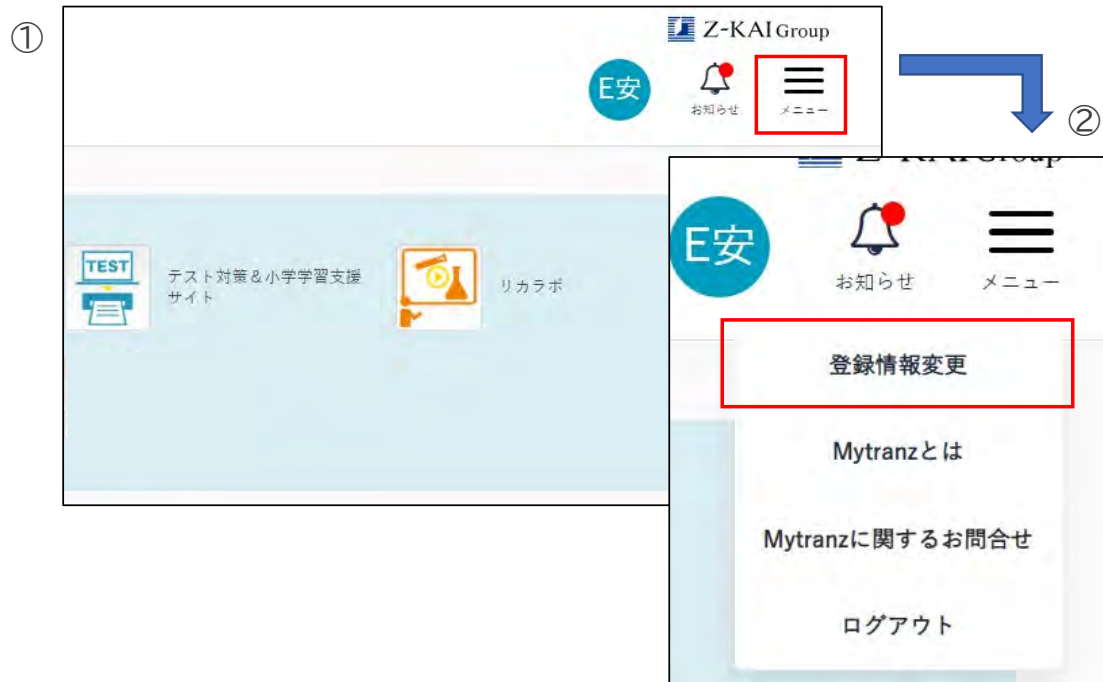 ①
Z-KAI Group
E安
お知らせ
メニュー
TEST
テスト対策&小学学習支援
サイト
リカラボ
②
Z-KAI Group
E安
お知らせ
メニュー
登録情報変更
Mytranzとは
Mytranzに関するお問合せ
ログアウト